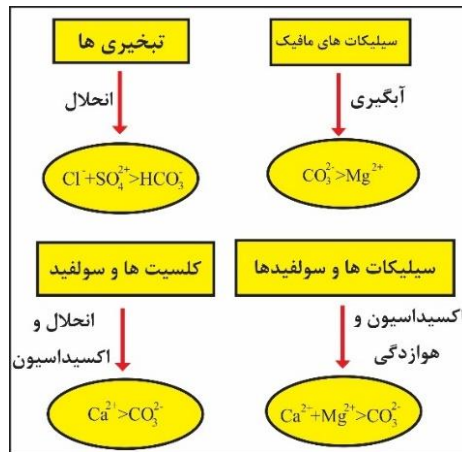 سیلیکات های مافیک
آبگیری
CO₃²⁻>Mg²⁺
تبخیری ها
انحلال
Cl⁻+SO₄²⁺>HCO₃⁻
سیلیکات ها و سولفیدها
اکسیداسیون و
هوازدگی
Ca²⁺+Mg²⁺>CO₃²⁻
کلسیت ها و سولفید
انحلال و
اکسیداسیون
Ca²⁺>CO₃²⁻